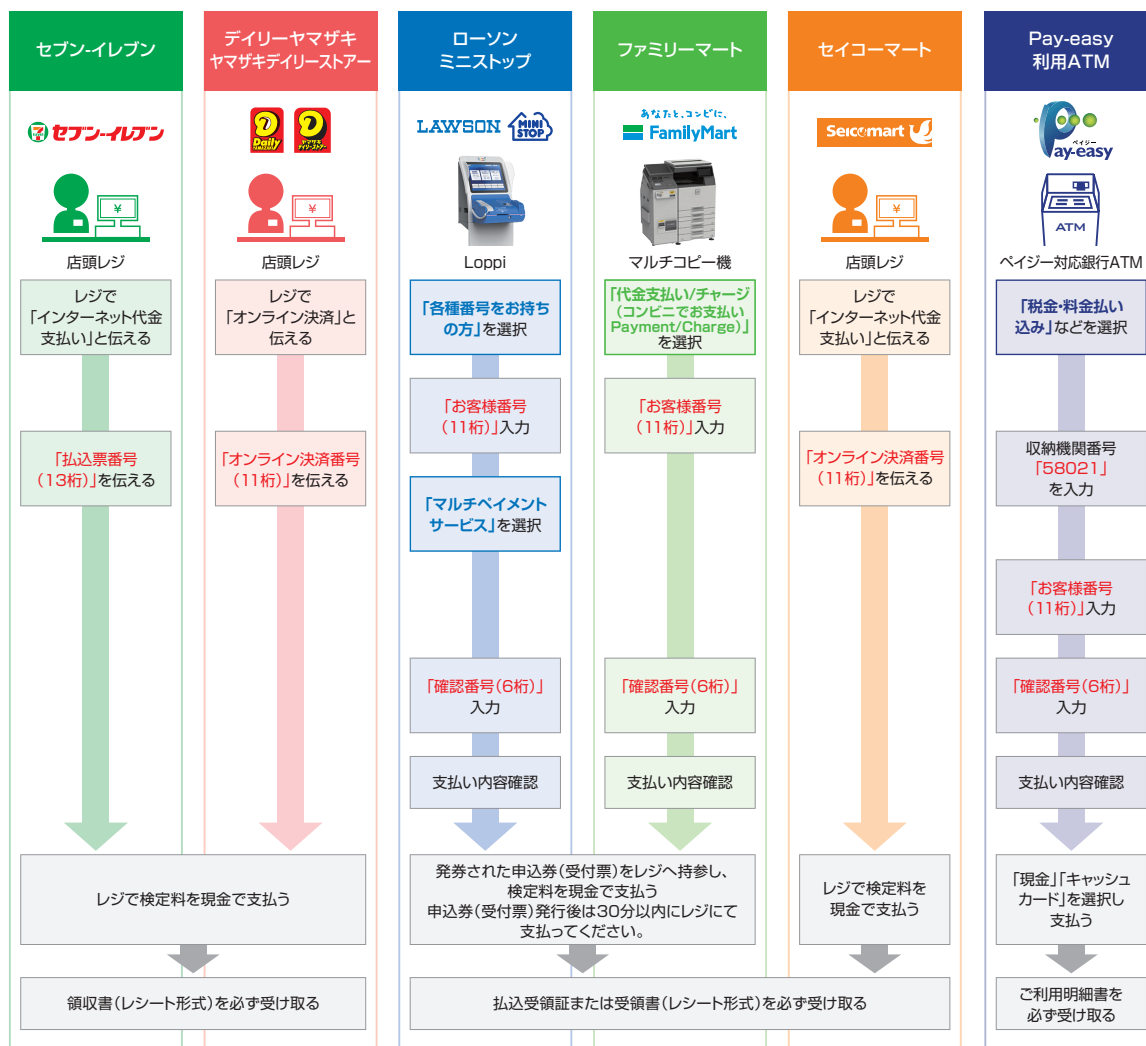 セブン-イレブン
セブン-イレブン
¥
店頭レジ
レジで
「インターネット代金
支払い」と伝える
「払込票番号
(13桁)」を伝える
デイリーヤマザキ
ヤマザキデイリーストアー
Daily
YAMAZAKI
ヤマザキ
デイリーストアー
¥
店頭レジ
レジで
「オンライン決済」と
伝える
「オンライン決済番号
(11桁)」を伝える
レジで検定料を現金で支払う
領収書(レシート形式)を必ず受け取る
ローソン
ミニストップ
LAWSON
MINI
STOP
Loppi
「各種番号をお持ち
の方」を選択
「お客様番号
(11桁)」入力
「マルチペイメント
サービス」を選択
「確認番号(6桁)」
入力
支払い内容確認
ファミリーマート
あなたと、コンビに、
FamilyMart
マルチコピー機
「代金支払い/チャージ
(コンビニでお支払い
Payment/Charge)」
を選択
「お客様番号
(11桁)」入力
「確認番号(6桁)」
入力
支払い内容確認
発券された申込券(受付票)をレジへ持参し、
検定料を現金で支払う
申込券(受付票)発行後は30分以内にレジにて
支払ってください。
セイコーマート
Seicomart
¥
店頭レジ
レジで
「インターネット代金
支払い」と伝える
「オンライン決済番号
(11桁)」を伝える
レジで検定料を
現金で支払う
払込受領証または受領書(レシート形式)を必ず受け取る
Pay-easy
利用ATM
ペイジー
Pay-easy
ATM
ペイジー対応銀行ATM
「税金・料金払い
込み」などを選択
収納機関番号
「58021」
を入力
「お客様番号
(11桁)」入力
「確認番号(6桁)」
入力
支払い内容確認
「現金」「キャッシュ
カード」を選択し
支払う
ご利用明細書を
必ず受け取る